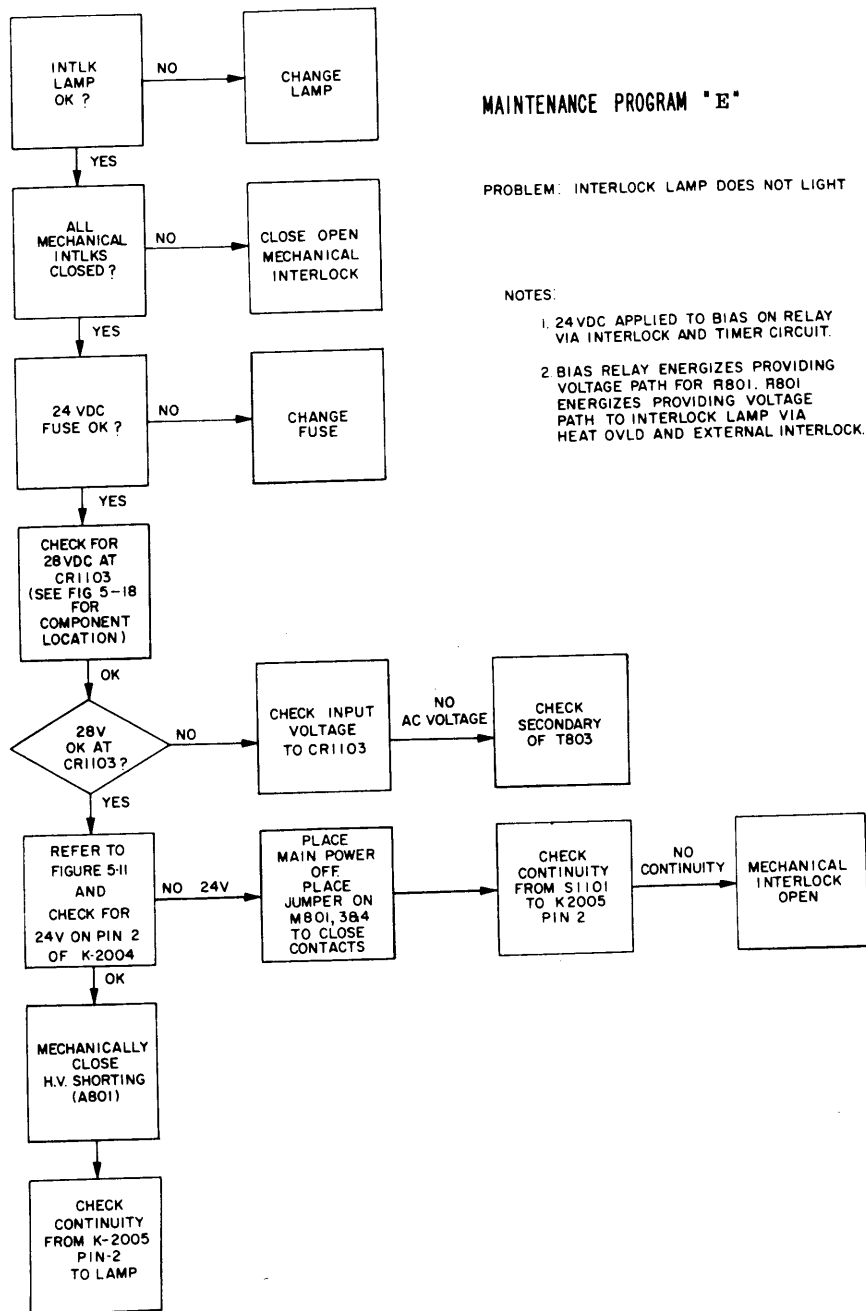 MAINTENANCE PROGRAM "E"
PROBLEM: INTERLOCK LAMP DOES NOT LIGHT
NOTES:
1. 24VDC APPLIED TO BIAS ON RELAY
VIA INTERLOCK AND TIMER CIRCUIT.
2. BIAS RELAY ENERGIZES PROVIDING
VOLTAGE PATH FOR A801. A801
ENERGIZES PROVIDING VOLTAGE
PATH TO INTERLOCK LAMP VIA
HEAT OVLD AND EXTERNAL INTERLOCK.
INTLK
LAMP
OK ?
NO
CHANGE
LAMP
YES
ALL
MECHANICAL
INTLKS
CLOSED ?
NO
CLOSE OPEN
MECHANICAL
INTERLOCK
YES
24 VDC
FUSE OK ?
NO
CHANGE
FUSE
YES
CHECK FOR
28VDC AT
CR1103
(SEE FIG 5-18
FOR
COMPONENT
LOCATION)
OK
28V
OK AT
CR1103?
NO
CHECK INPUT
VOLTAGE
TO CR1103
NO
AC VOLTAGE
CHECK
SECONDARY
OF T803
YES
REFER TO
FIGURE 5-11
AND
CHECK FOR
24V ON PIN 2
OF K-2004
NO 24V
PLACE
MAIN POWER
OFF.
PLACE
JUMPER ON
M801, 3&4
TO CLOSE
CONTACTS
CHECK
CONTINUITY
FROM S1101
TO K2005
PIN 2
NO
CONTINUITY
MECHANICAL
INTERLOCK
OPEN
OK
MECHANICALLY
CLOSE
H.V. SHORTING
(A801)
CHECK
CONTINUITY
FROM K-2005
PIN-2
TO LAMP